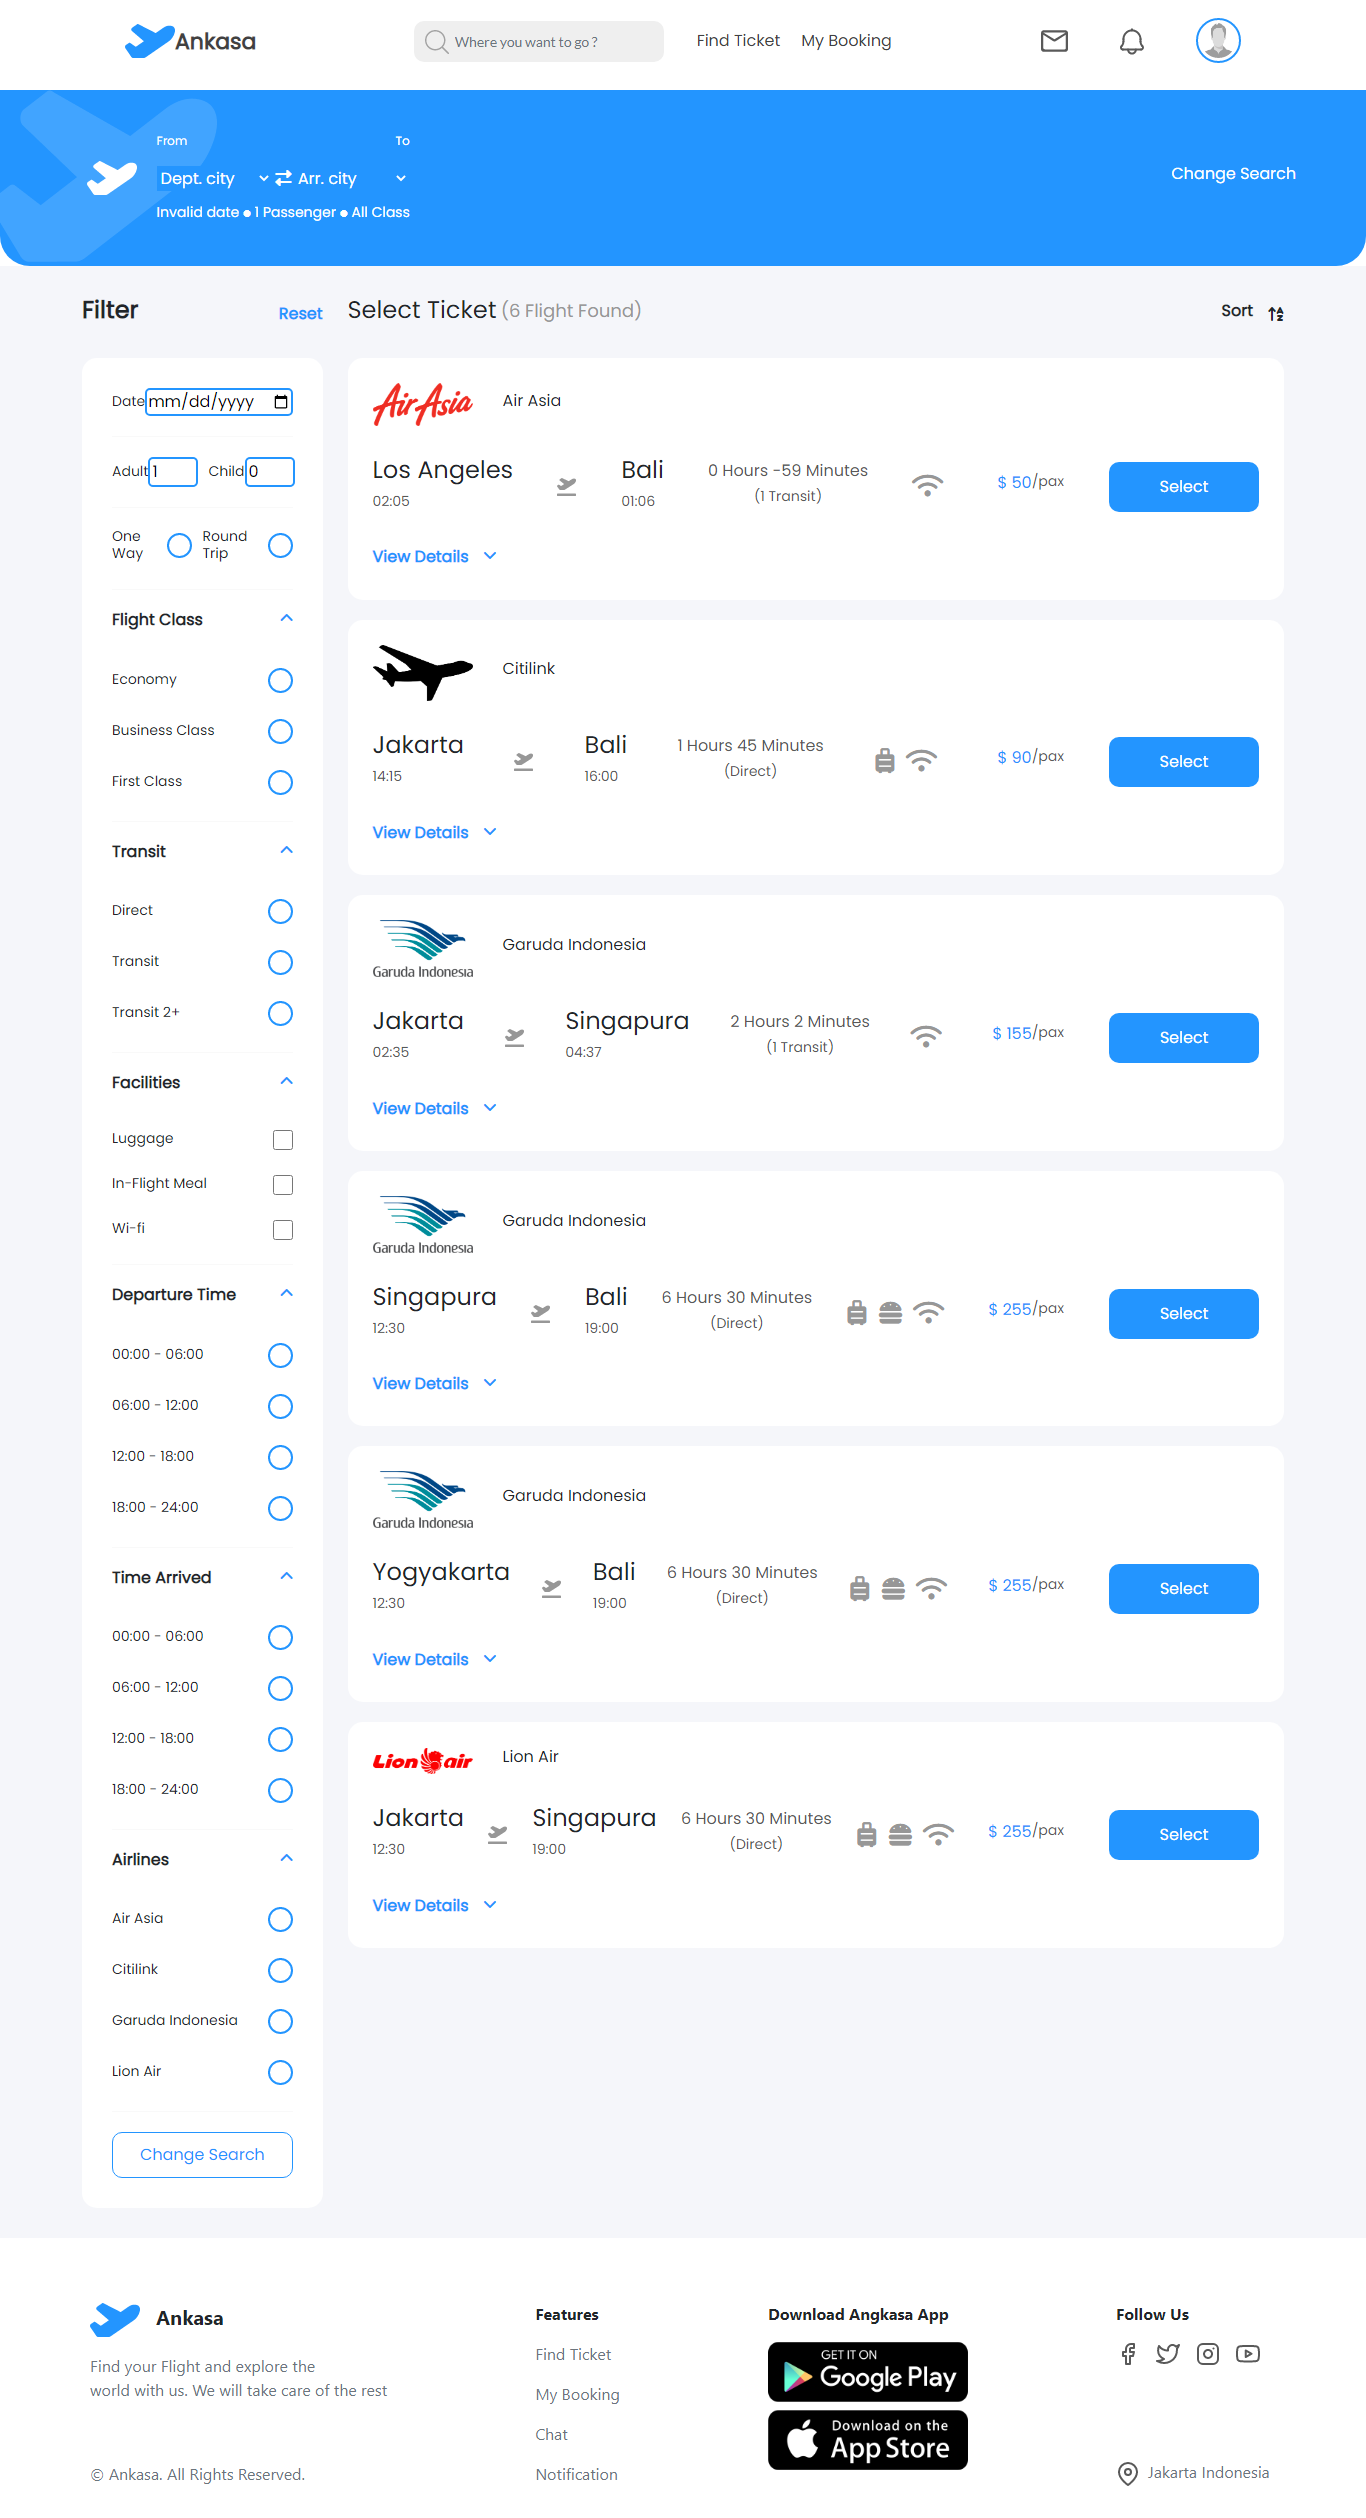 Ankasa
Where you want to go ?
Find Ticket
My Booking
From
To
Dept. city
Arr. city
Invalid date ● 1 Passenger ● All Class
Change Search
Filter
Reset
Select Ticket (6 Flight Found)
Sort
Date mm/dd/yyyy
Adult 1 Child 0
One Way
Round Trip
Flight Class
Economy
Business Class
First Class
Transit
Direct
Transit
Transit 2+
Facilities
Luggage
In-Flight Meal
Wi-fi
Departure Time
00:00 - 06:00
06:00 - 12:00
12:00 - 18:00
18:00 - 24:00
Time Arrived
00:00 - 06:00
06:00 - 12:00
12:00 - 18:00
18:00 - 24:00
Airlines
Air Asia
Citilink
Garuda Indonesia
Lion Air
Change Search
AirAsia
Air Asia
Los Angeles
02:05
Bali
01:06
0 Hours -59 Minutes
(1 Transit)
$ 50/pax
Select
View Details
Citilink
Jakarta
14:15
Bali
16:00
1 Hours 45 Minutes
(Direct)
$ 90/pax
Select
View Details
Garuda Indonesia
Garuda Indonesia
Jakarta
02:35
Singapura
04:37
2 Hours 2 Minutes
(1 Transit)
$ 155/pax
Select
View Details
Garuda Indonesia
Garuda Indonesia
Singapura
12:30
Bali
19:00
6 Hours 30 Minutes
(Direct)
$ 255/pax
Select
View Details
Garuda Indonesia
Garuda Indonesia
Yogyakarta
12:30
Bali
19:00
6 Hours 30 Minutes
(Direct)
$ 255/pax
Select
View Details
Lion air
Lion Air
Jakarta
12:30
Singapura
19:00
6 Hours 30 Minutes
(Direct)
$ 255/pax
Select
View Details
Ankasa
Find your Flight and explore the
world with us. We will take care of the rest
© Ankasa. All Rights Reserved.
Features
Find Ticket
My Booking
Chat
Notification
Download Angkasa App
GET IT ON
Google Play
Download on the
App Store
Follow Us
Jakarta Indonesia